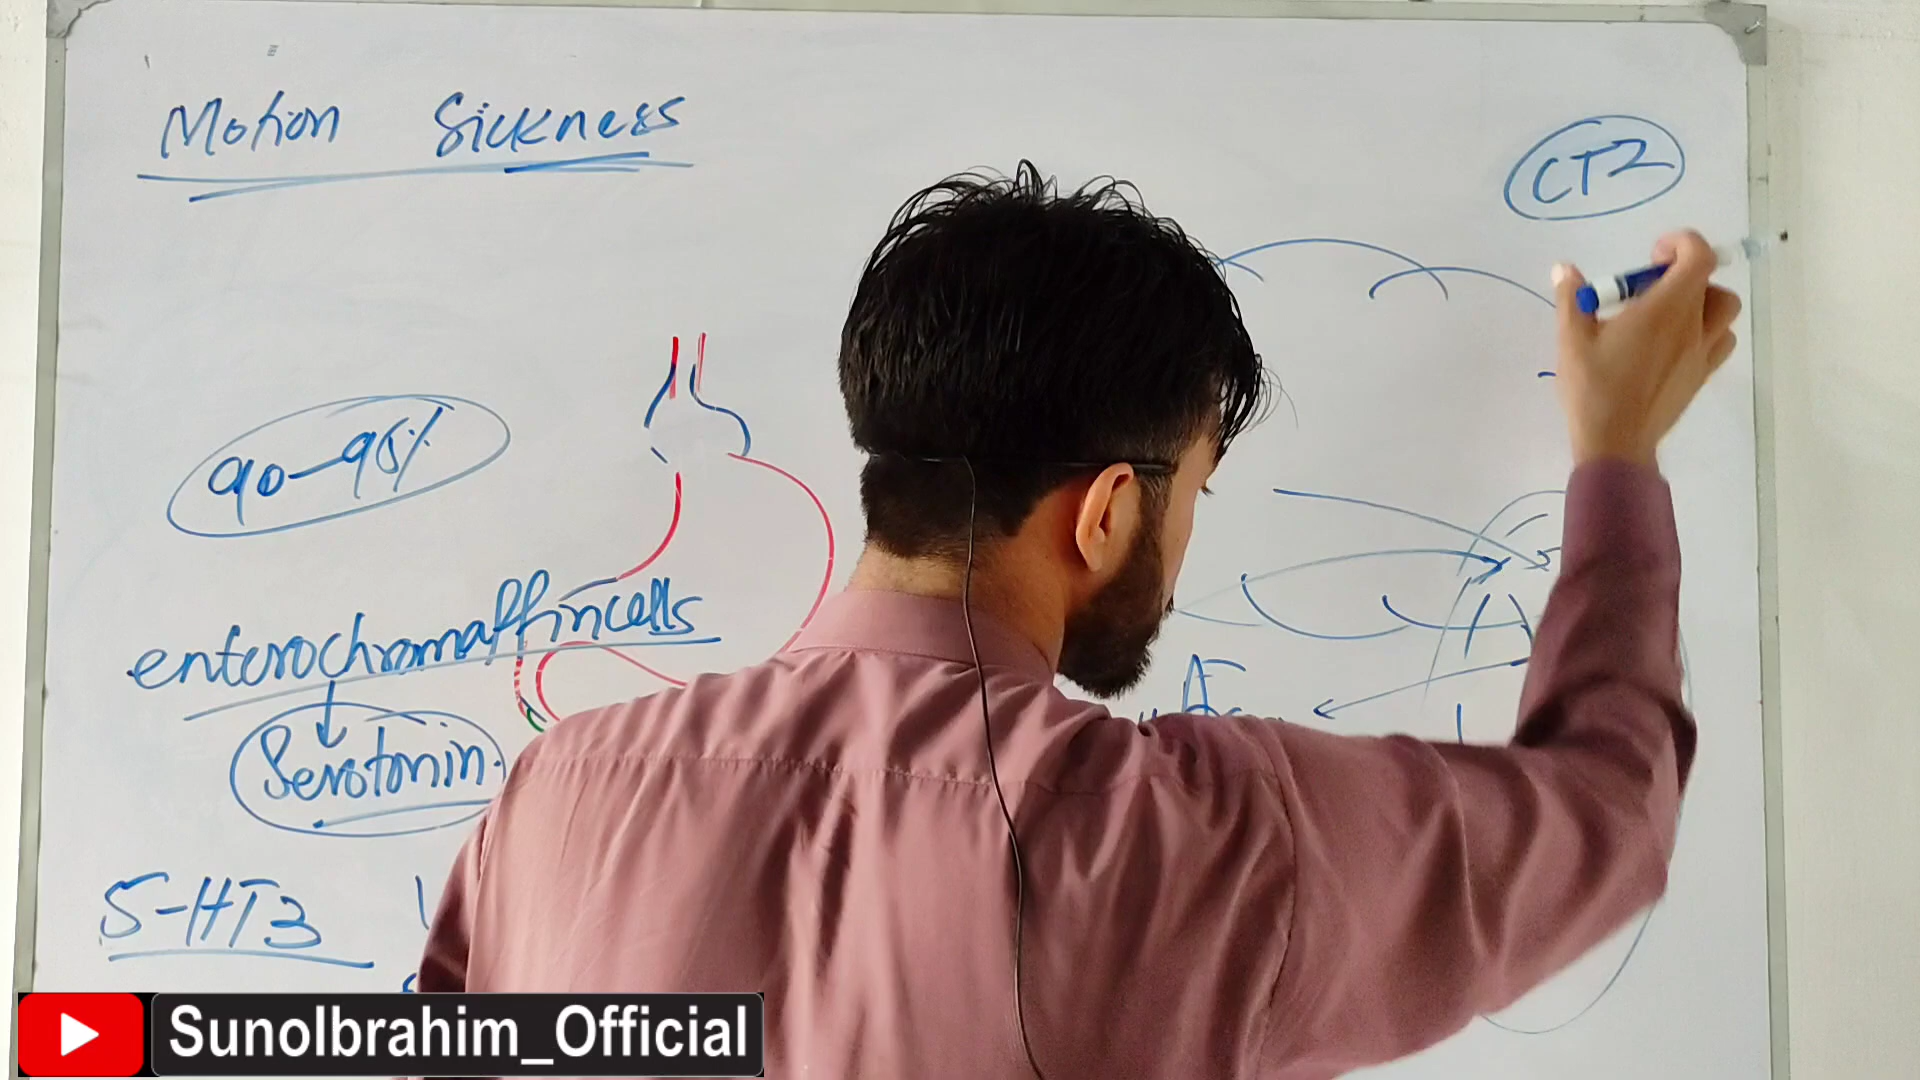 Motion Sickness
CTZ
90-95%
enterochromaffin cells
Serotonin.
5-HT3
SunoIbrahim_Official